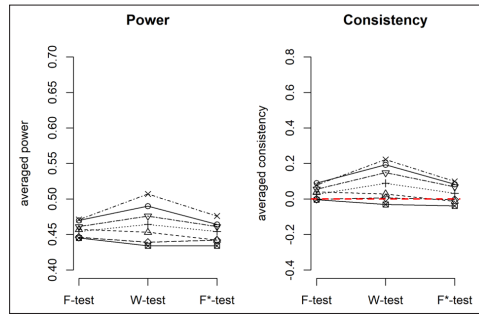 Power
averaged power
0.70
0.65
0.60
0.55
0.50
0.45
0.40
F-test W-test F*-test
Consistency
averaged consistency
0.8
0.6
0.4
0.2
0.0
-0.2
-0.4
F-test W-test F*-test